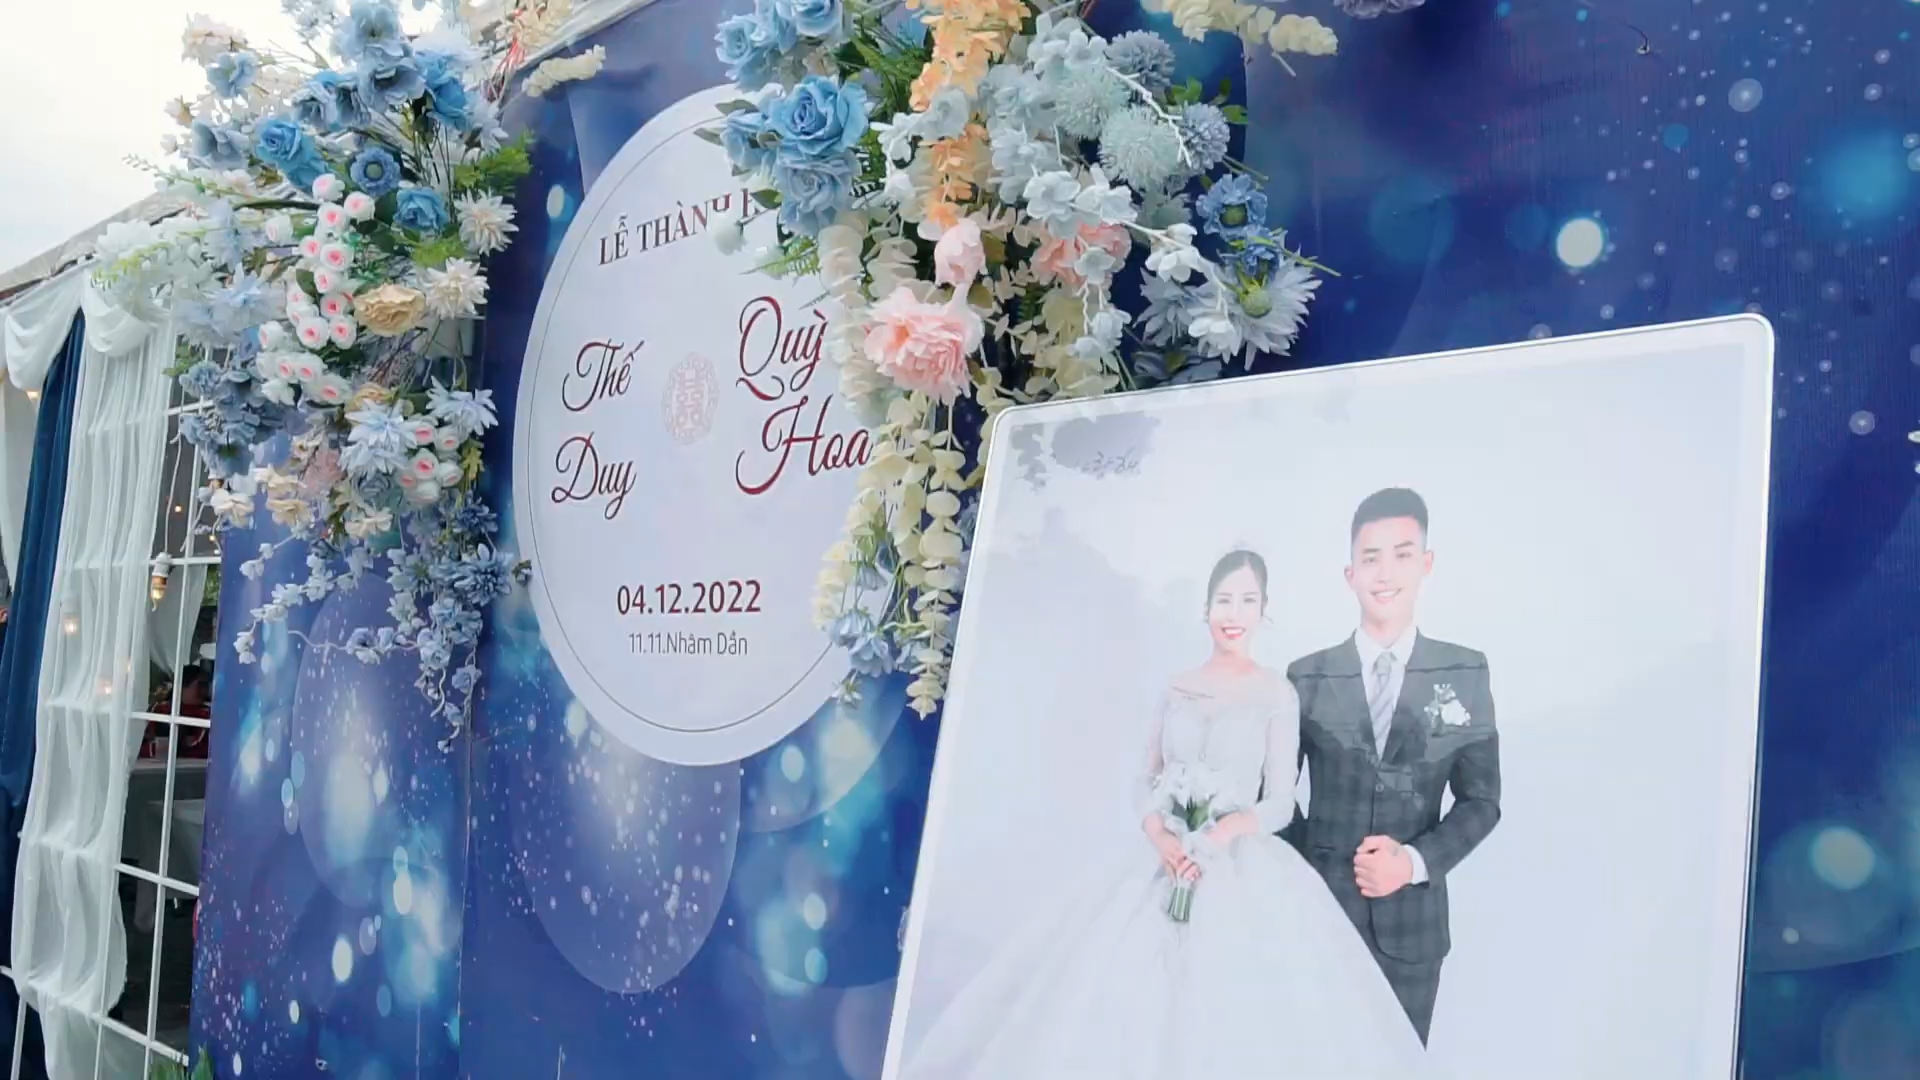 LỄ THÀNH
Thế
Duy
Quỳ
Hoa
04.12.2022
11.11.Nhâm Dần